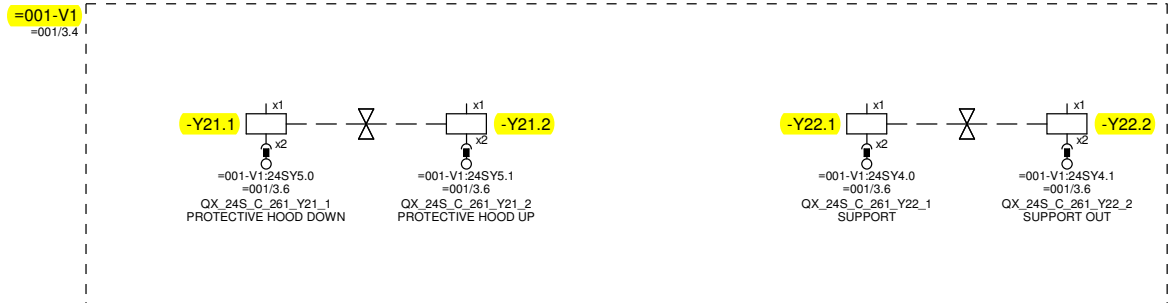 =001-V1
=001/3.4
x1
x1
x1
x1
-Y21.1
-Y21.2
-Y22.1
-Y22.2
x2
x2
x2
x2
=001-V1:24SY5.0
=001/3.6
QX_24S_C_261_Y21_1
PROTECTIVE HOOD DOWN
=001-V1:24SY5.1
=001/3.6
QX_24S_C_261_Y21_2
PROTECTIVE HOOD UP
=001-V1:24SY4.0
=001/3.6
QX_24S_C_261_Y22_1
SUPPORT
=001-V1:24SY4.1
=001/3.6
QX_24S_C_261_Y22_2
SUPPORT OUT